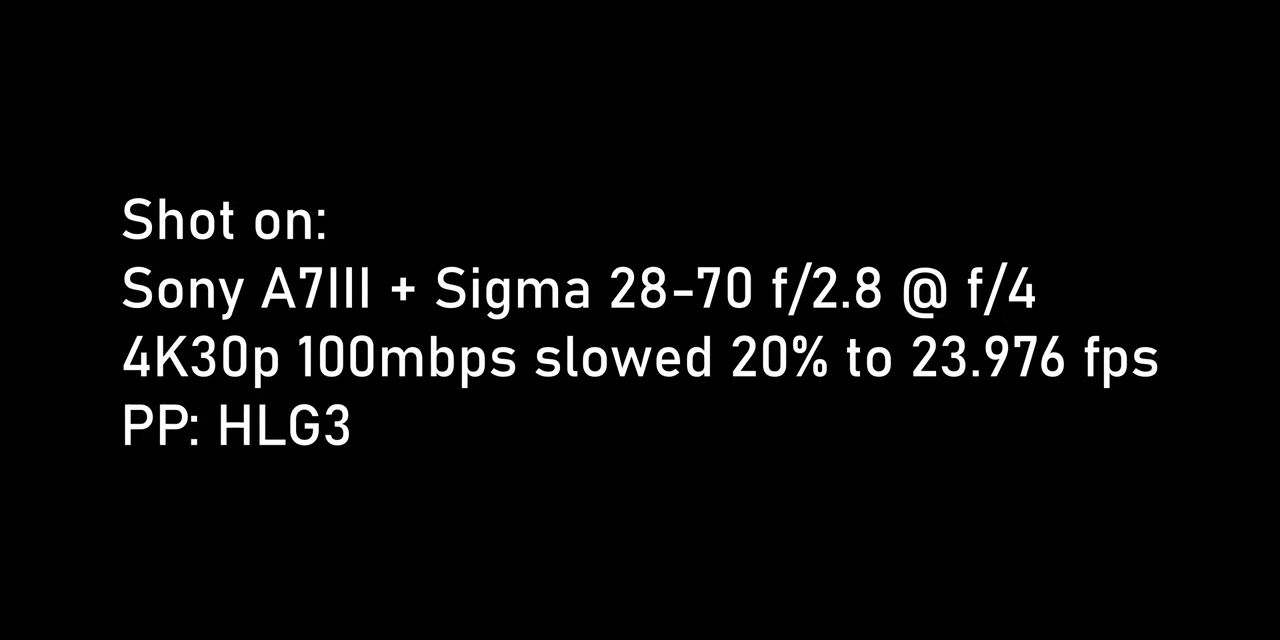 Shot on:
Sony A7III + Sigma 28-70 f/2.8 @ f/4
4K30p 100mbps slowed 20% to 23.976 fps
PP: HLG3